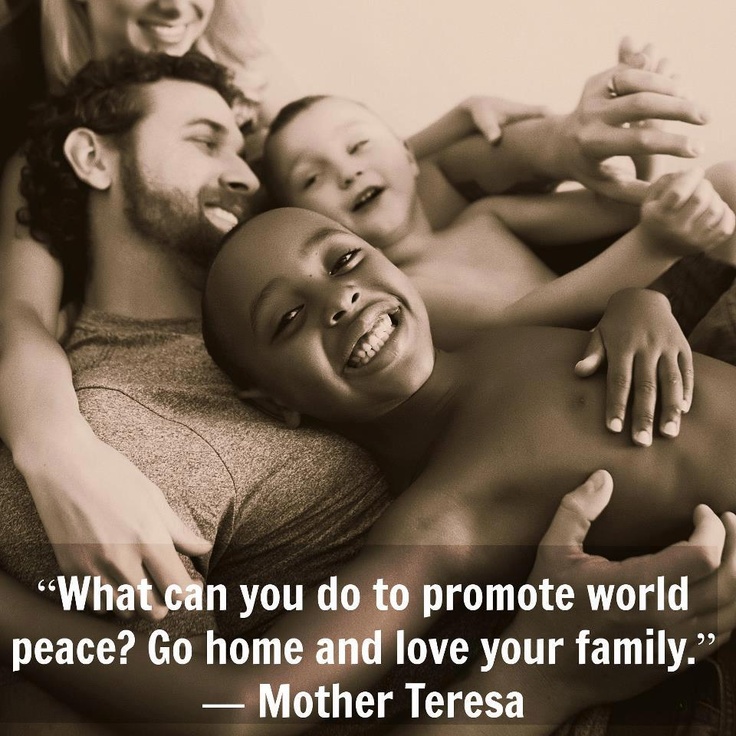 “What can you do to promote world
peace? Go home and love your family.”
— Mother Teresa